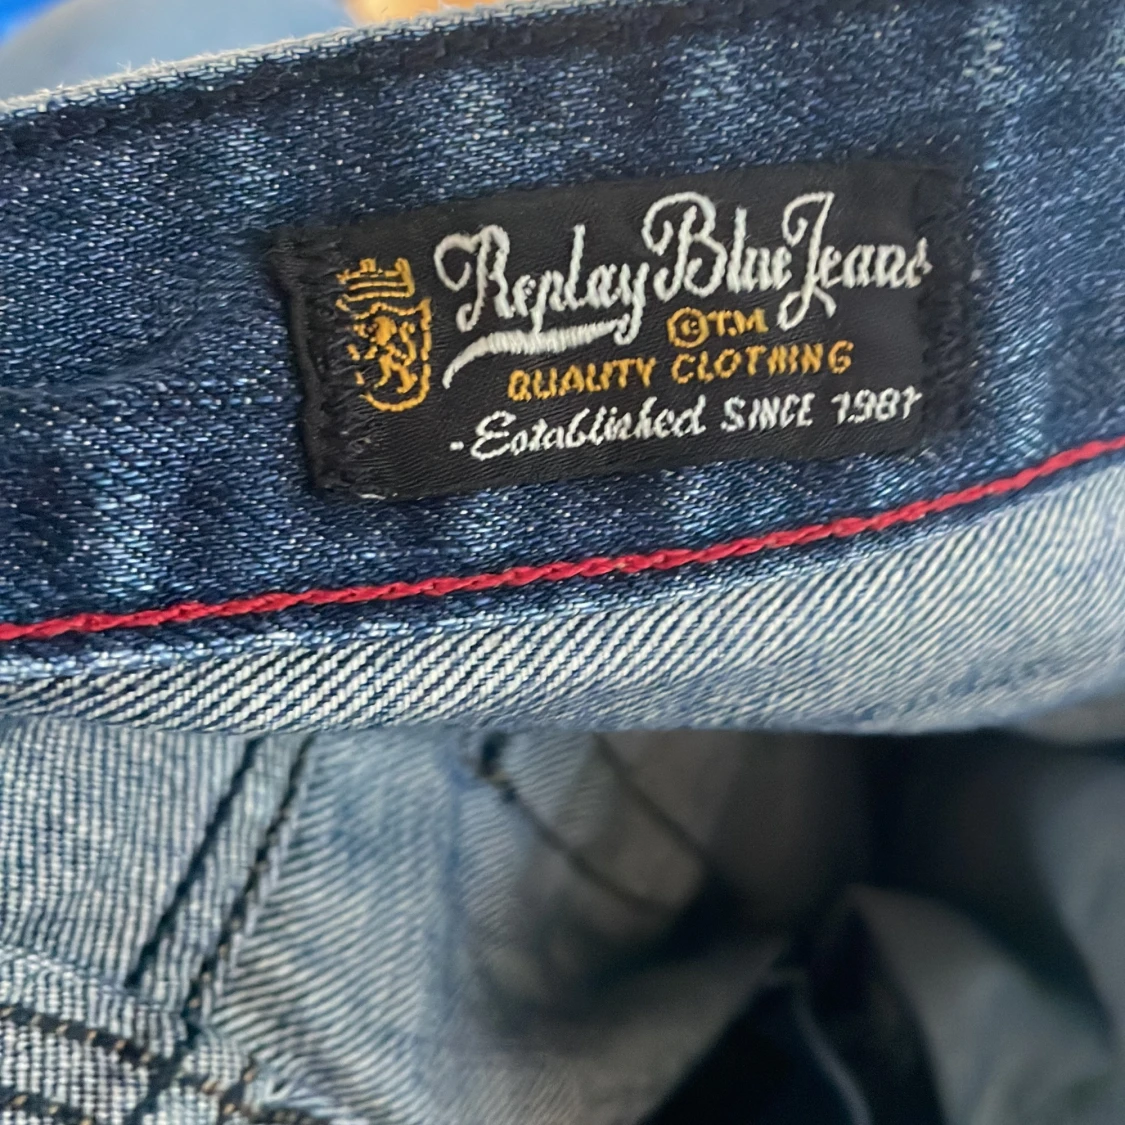 Replay Blue Jeans
©T.M
QUALITY CLOTHING
-Established SINCE 1981